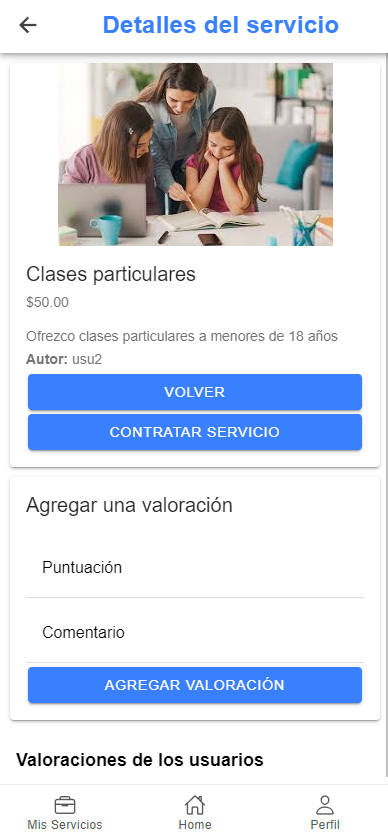 Detalles del servicio
Clases particulares
$50.00
Ofrezco clases particulares a menores de 18 años
Autor: usu2
VOLVER
CONTRATAR SERVICIO
Agregar una valoración
Puntuación
Comentario
AGREGAR VALORACIÓN
Valoraciones de los usuarios
Mis Servicios
Home
Perfil